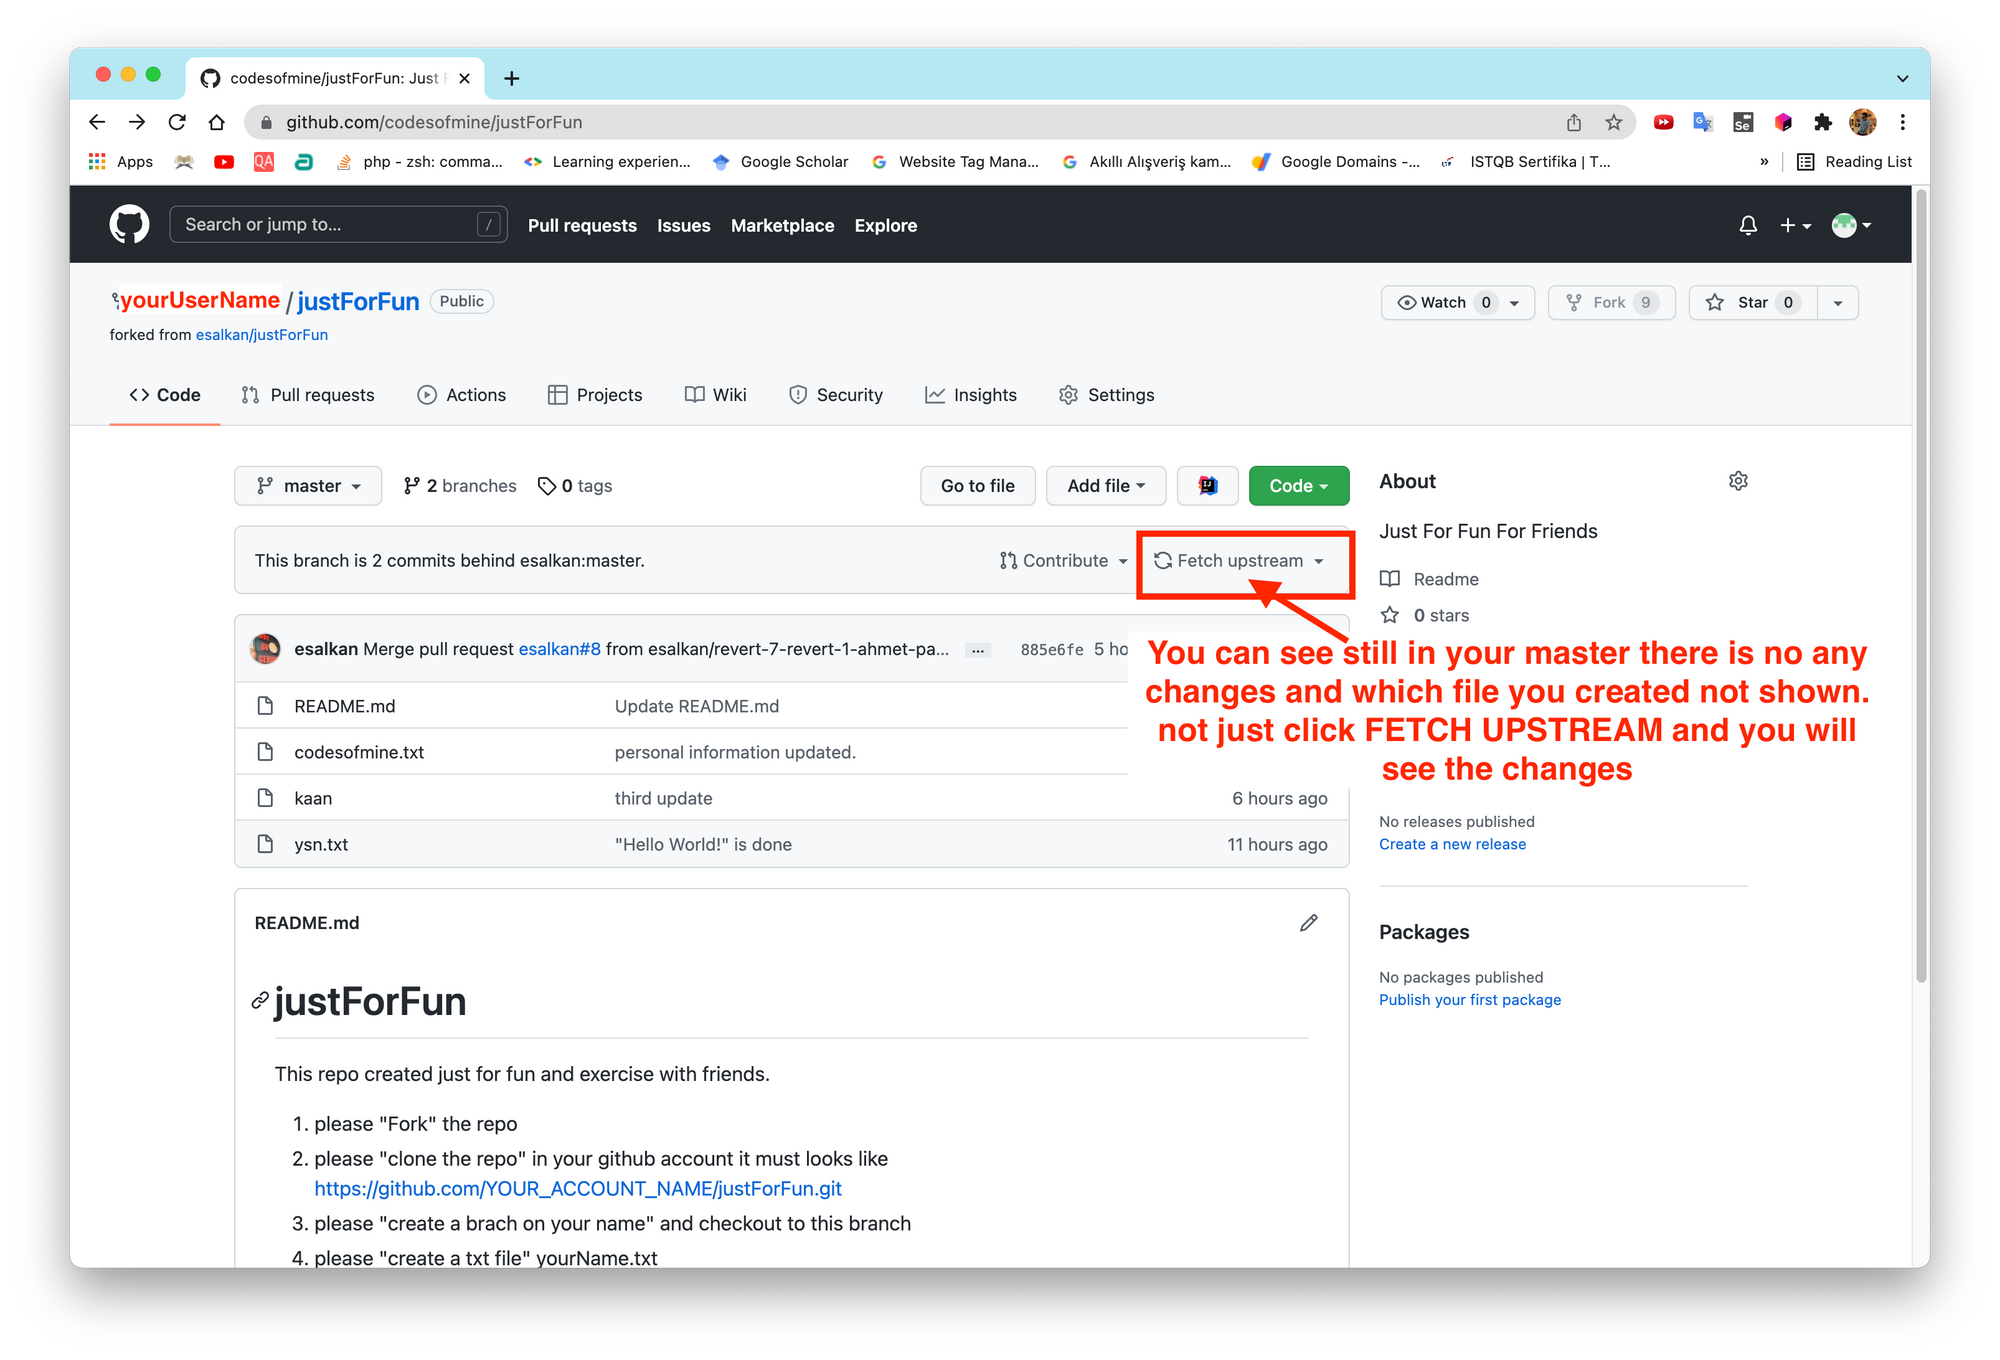 codesofmine/justForFun: Just F
github.com/codesofmine/justForFun
Apps
QA
php - zsh: comma...
Learning experien...
Google Scholar
Website Tag Mana...
Akıllı Alışveriş kam...
Google Domains -...
ISTQB Sertifika | T...
»
Reading List
Search or jump to... /
Pull requests
Issues
Marketplace
Explore
yourUserName / justForFun Public
Watch 0
Fork 9
Star 0
forked from esalkan/justForFun
Code
Pull requests
Actions
Projects
Wiki
Security
Insights
Settings
master
2 branches
0 tags
Go to file
Add file
Code
This branch is 2 commits behind esalkan:master.
Contribute
Fetch upstream
esalkan Merge pull request esalkan#8 from esalkan/revert-7-revert-1-ahmet-pa... ... 885e6fe 5 ho
README.md Update README.md
codesofmine.txt personal information updated.
kaan third update 6 hours ago
ysn.txt "Hello World!" is done 11 hours ago
You can see still in your master there is no any
changes and which file you created not shown.
not just click FETCH UPSTREAM and you will
see the changes
About
Just For Fun For Friends
Readme
0 stars
No releases published
Create a new release
Packages
No packages published
Publish your first package
README.md
justForFun
This repo created just for fun and exercise with friends.
1. please "Fork" the repo
2. please "clone the repo" in your github account it must looks like
https://github.com/YOUR_ACCOUNT_NAME/justForFun.git
3. please "create a brach on your name" and checkout to this branch
4. please "create a txt file" yourName.txt